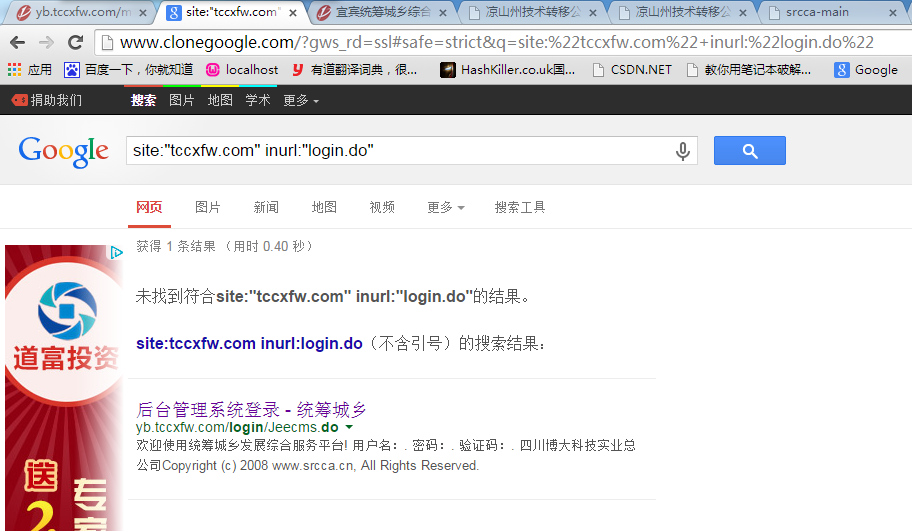 yb.tccxfw.com/m
site:"tccxfw.com"
宜宾统筹城乡综合
凉山州技术转移公
凉山州技术转移公
srcca-main
www.clonegoogle.com/?gws_rd=ssl#safe=strict&q=site:%22tccxfw.com%22+inurl:%22login.do%22
应用 百度一下，你就知道 localhost 有道翻译词典，很... HashKiller.co.uk国... CSDN.NET 教你用笔记本破解... Google
捐助我们 搜索 图片 地图 学术 更多
Google site:"tccxfw.com" inurl:"login.do"
网页 图片 新闻 地图 视频 更多 搜索工具
获得 1 条结果 （用时 0.40 秒）
未找到符合site:"tccxfw.com" inurl:"login.do"的结果。
site:tccxfw.com inurl:login.do（不含引号）的搜索结果：
后台管理系统登录 - 统筹城乡
yb.tccxfw.com/login/Jeecms.do
欢迎使用统筹城乡发展综合服务平台! 用户名：. 密码：. 验证码：. 四川博大科技实业总
公司Copyright (c) 2008 www.srcca.cn, All Rights Reserved.
道富投资
送
2
专